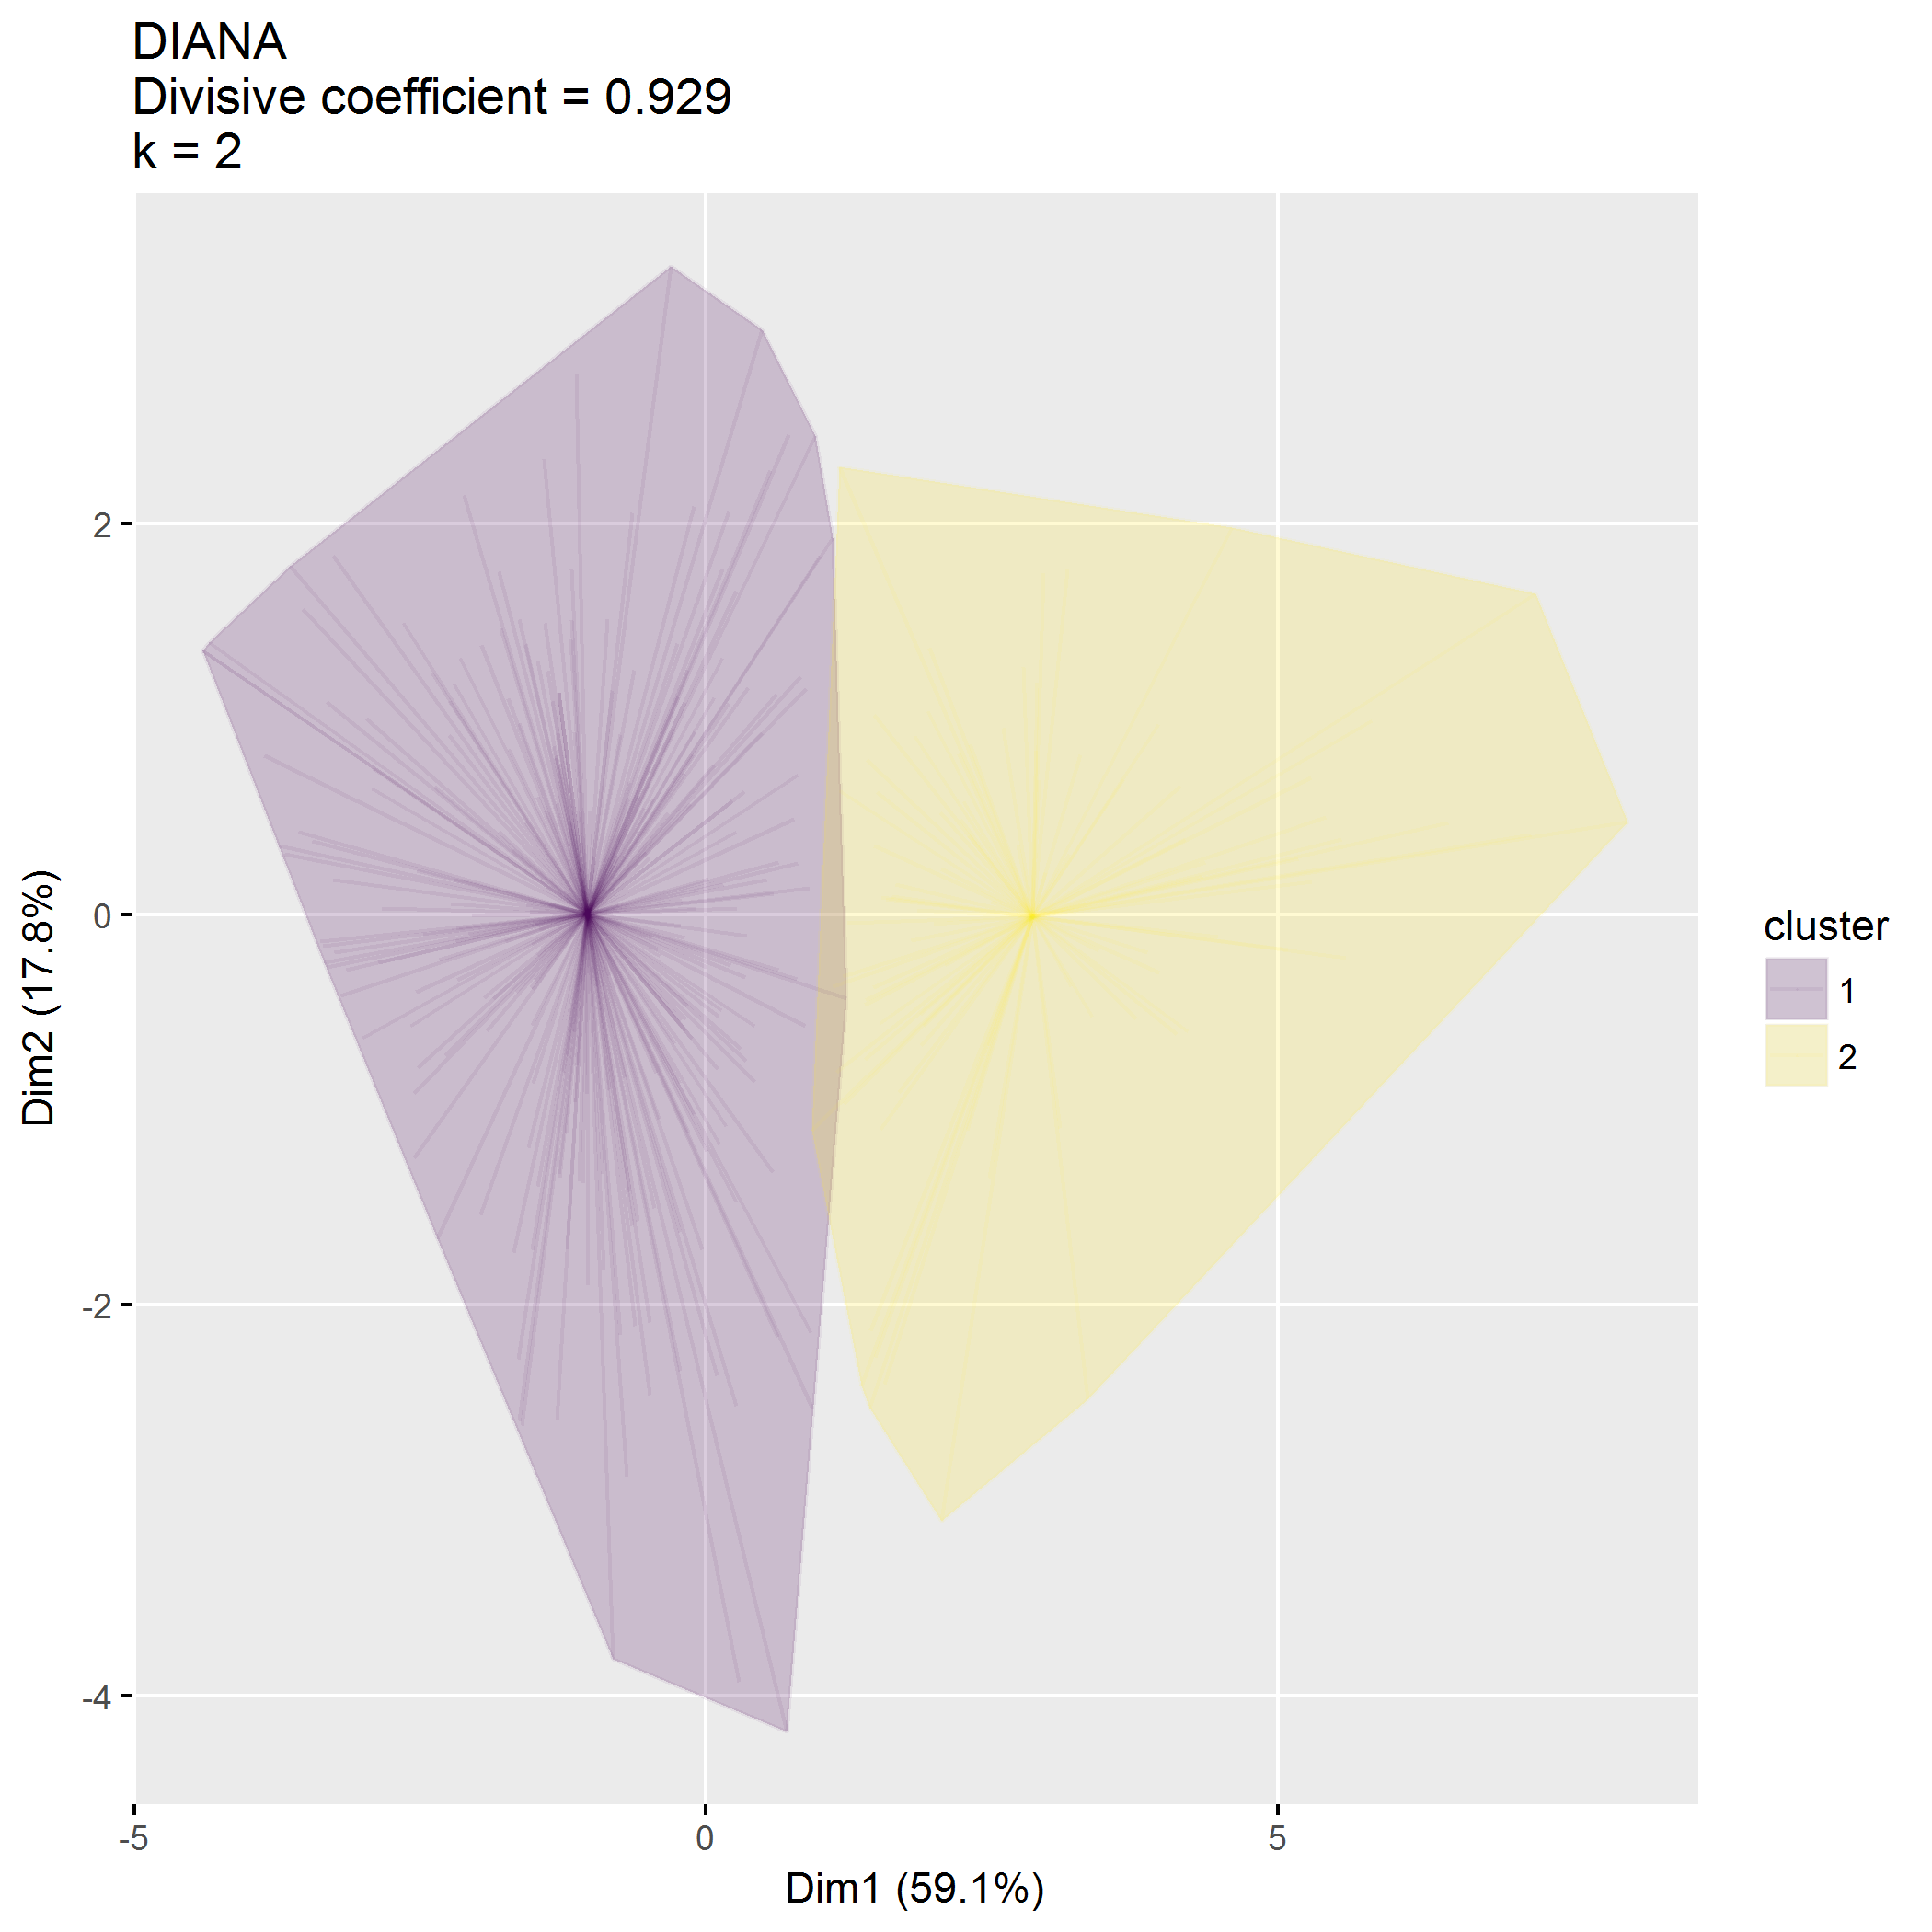 DIANA
Divisive coefficient = 0.929
k = 2
2
0
-2
-4
Dim2 (17.8%)
-5
0
5
Dim1 (59.1%)
cluster
1
2